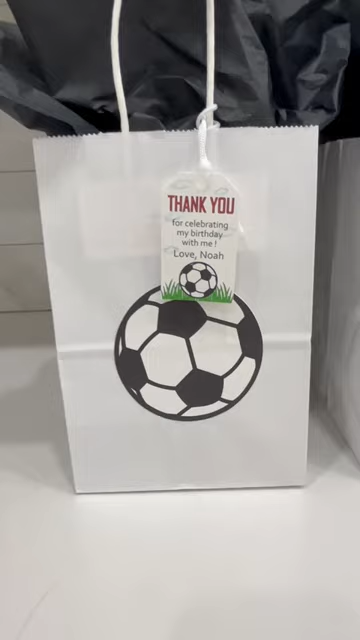 THANK YOU
for celebrating
my birthday
with me !
Love, Noah